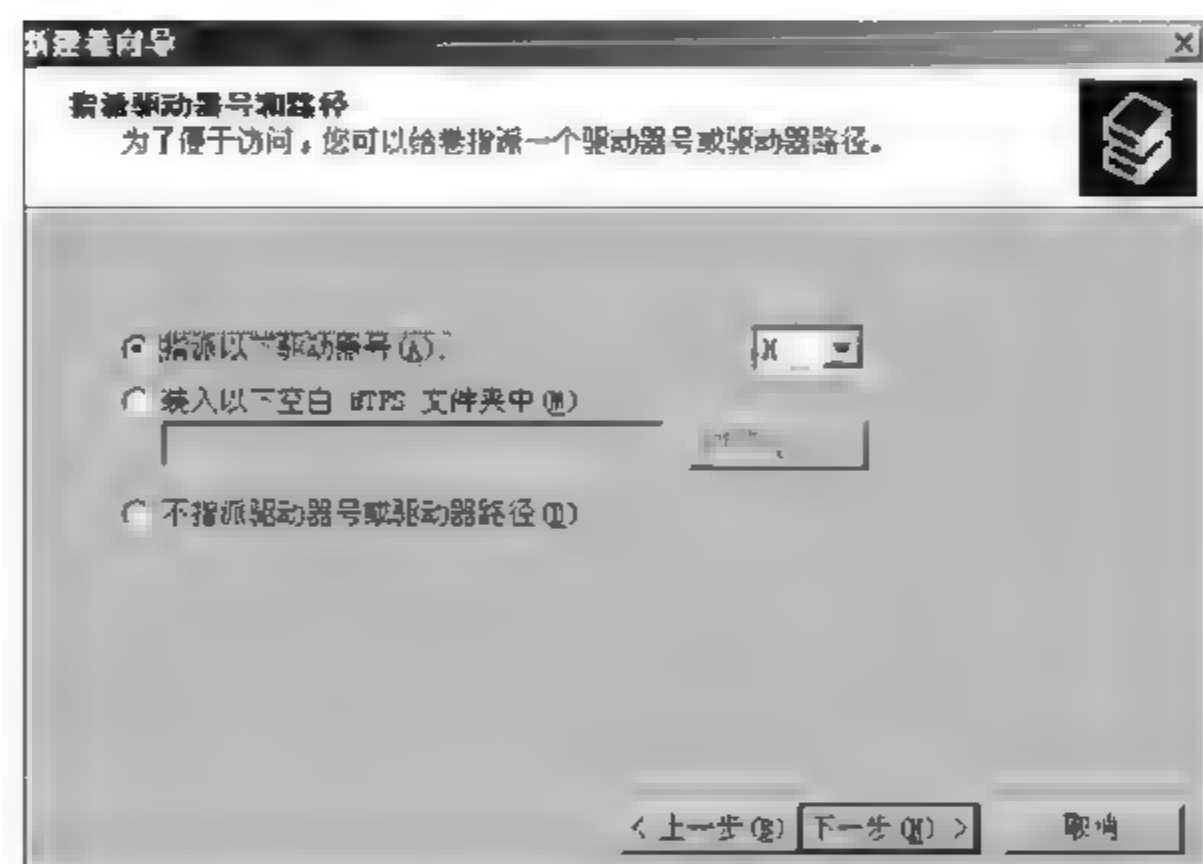 新建卷向导
指派驱动器号和路径
为了便于访问，您可以给卷指派一个驱动器号或驱动器路径。
指派以下驱动器号(A):
装入以下空白 NTFS 文件夹中(M)
不指派驱动器号或驱动器路径(D)
< 上一步(B) 下一步(N) > 取消